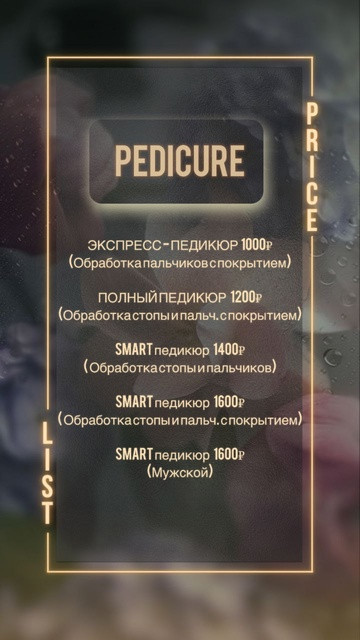 PRICE
PEDICURE
ЭКСПРЕСС-ПЕДИКЮР 1000₽
(Обработка пальчиков с покрытием)
ПОЛНЫЙ ПЕДИКЮР 1200₽
(Обработка стопы и пальч. с покрытием)
SMART педикюр 1400₽
(Обработка стопы и пальчиков)
SMART педикюр 1600₽
(Обработка стопы и пальч. с покрытием)
SMART педикюр 1600₽
(Мужской)
LIST